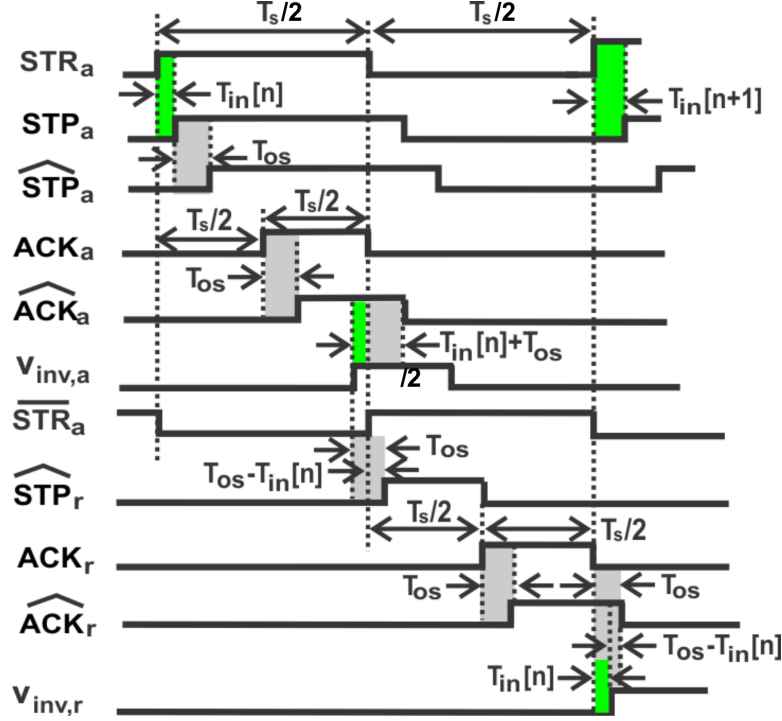 Ts/2 Ts/2
STRa
Tin[n] Tin[n+1]
STPa
Tos
STPa
Ts/2
Ts/2
ACKa
Tos
ACKa
Tin[n]+Tos
vinv,a /2
STRa
Tos
Tos-Tin[n]
STPr
Ts/2 Ts/2
ACKr
Tos Tos
ACKr
Tos-Tin[n]
Tin[n]
vinv,r